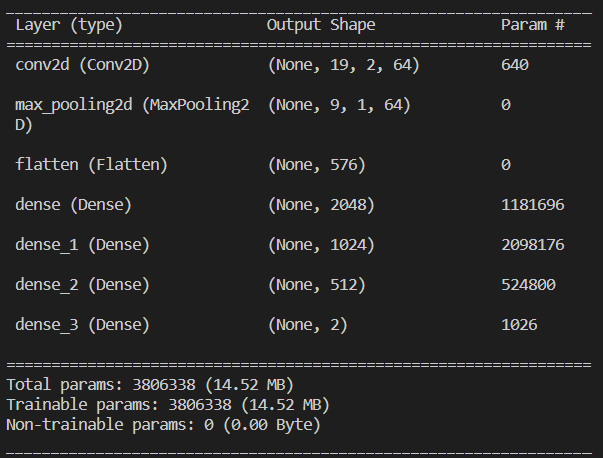 Layer (type) Output Shape Param #
conv2d (Conv2D) (None, 19, 2, 64) 640
max_pooling2d (MaxPooling2 (None, 9, 1, 64) 0
D)
flatten (Flatten) (None, 576) 0
dense (Dense) (None, 2048) 1181696
dense_1 (Dense) (None, 1024) 2098176
dense_2 (Dense) (None, 512) 524800
dense_3 (Dense) (None, 2) 1026
Total params: 3806338 (14.52 MB)
Trainable params: 3806338 (14.52 MB)
Non-trainable params: 0 (0.00 Byte)